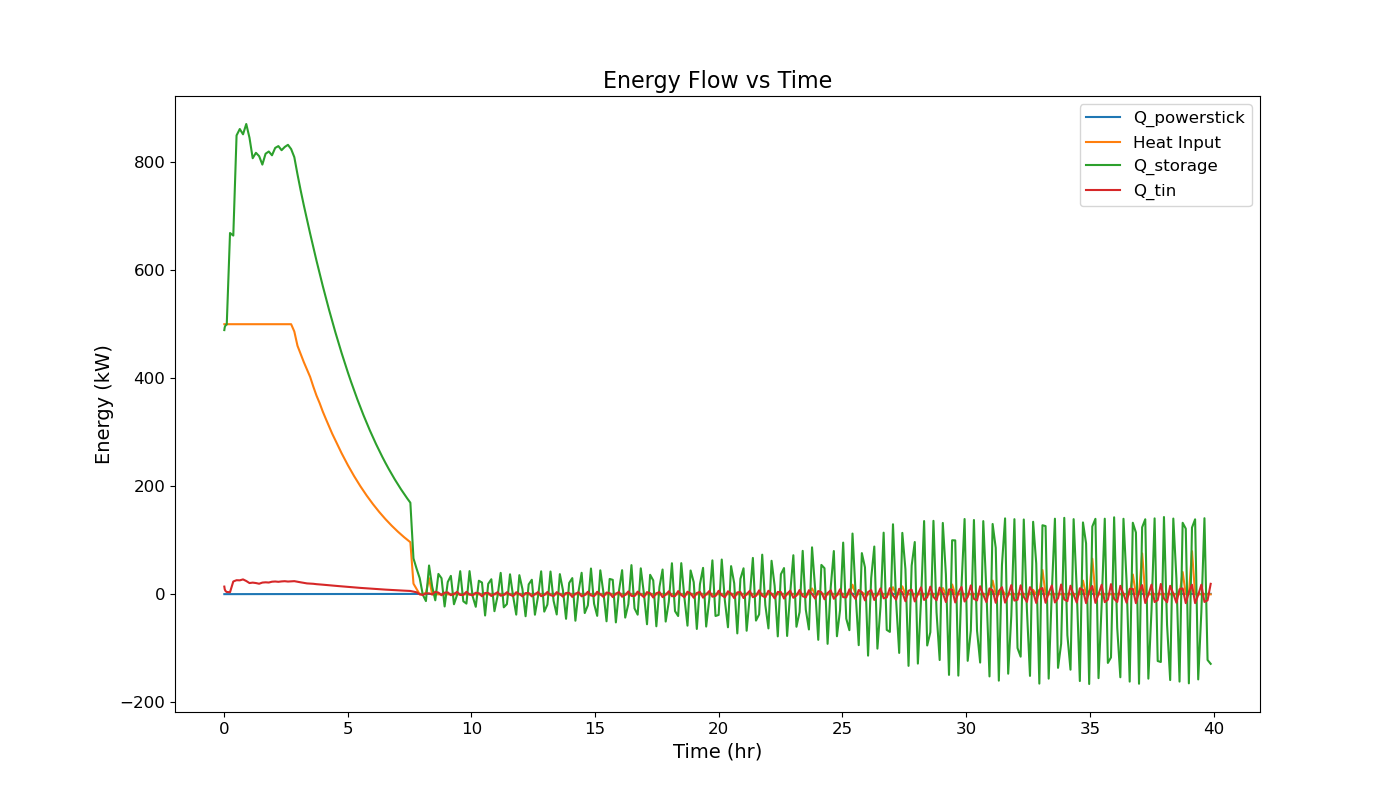 Energy Flow vs Time
Q_powerstick
Heat Input
Q_storage
Q_tin
Energy (kW)
800
600
400
200
0
−200
0 5 10 15 20 25 30 35 40
Time (hr)